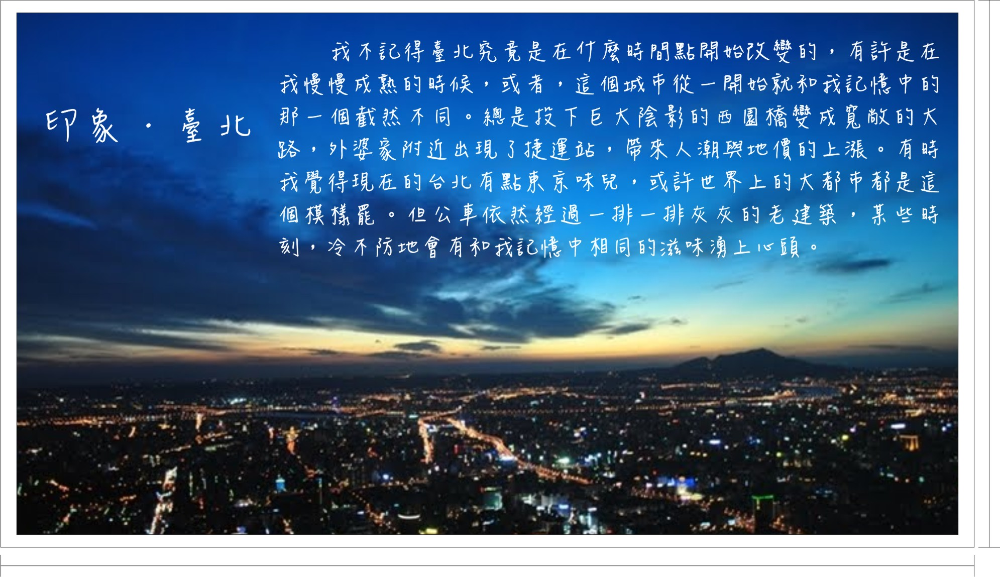 印象·臺北
我不記得臺北究竟是在什麼時間點開始改變的，有許是在
我慢慢成熟的時候，或者，這個城市從一開始就和我記憶中的
那一個截然不同。總是投下巨大陰影的西園橋變成寬敞的大
路，外婆家附近出現了捷運站，帶來人潮與地價的上漲。有時
我覺得現在的台北有點東京味兒，或許世界上的大都市都是這
個模樣罷。但公車依然經過一排一排灰灰的老建築，某些時
刻，冷不防地會有和我記憶中相同的滋味湧上心頭。